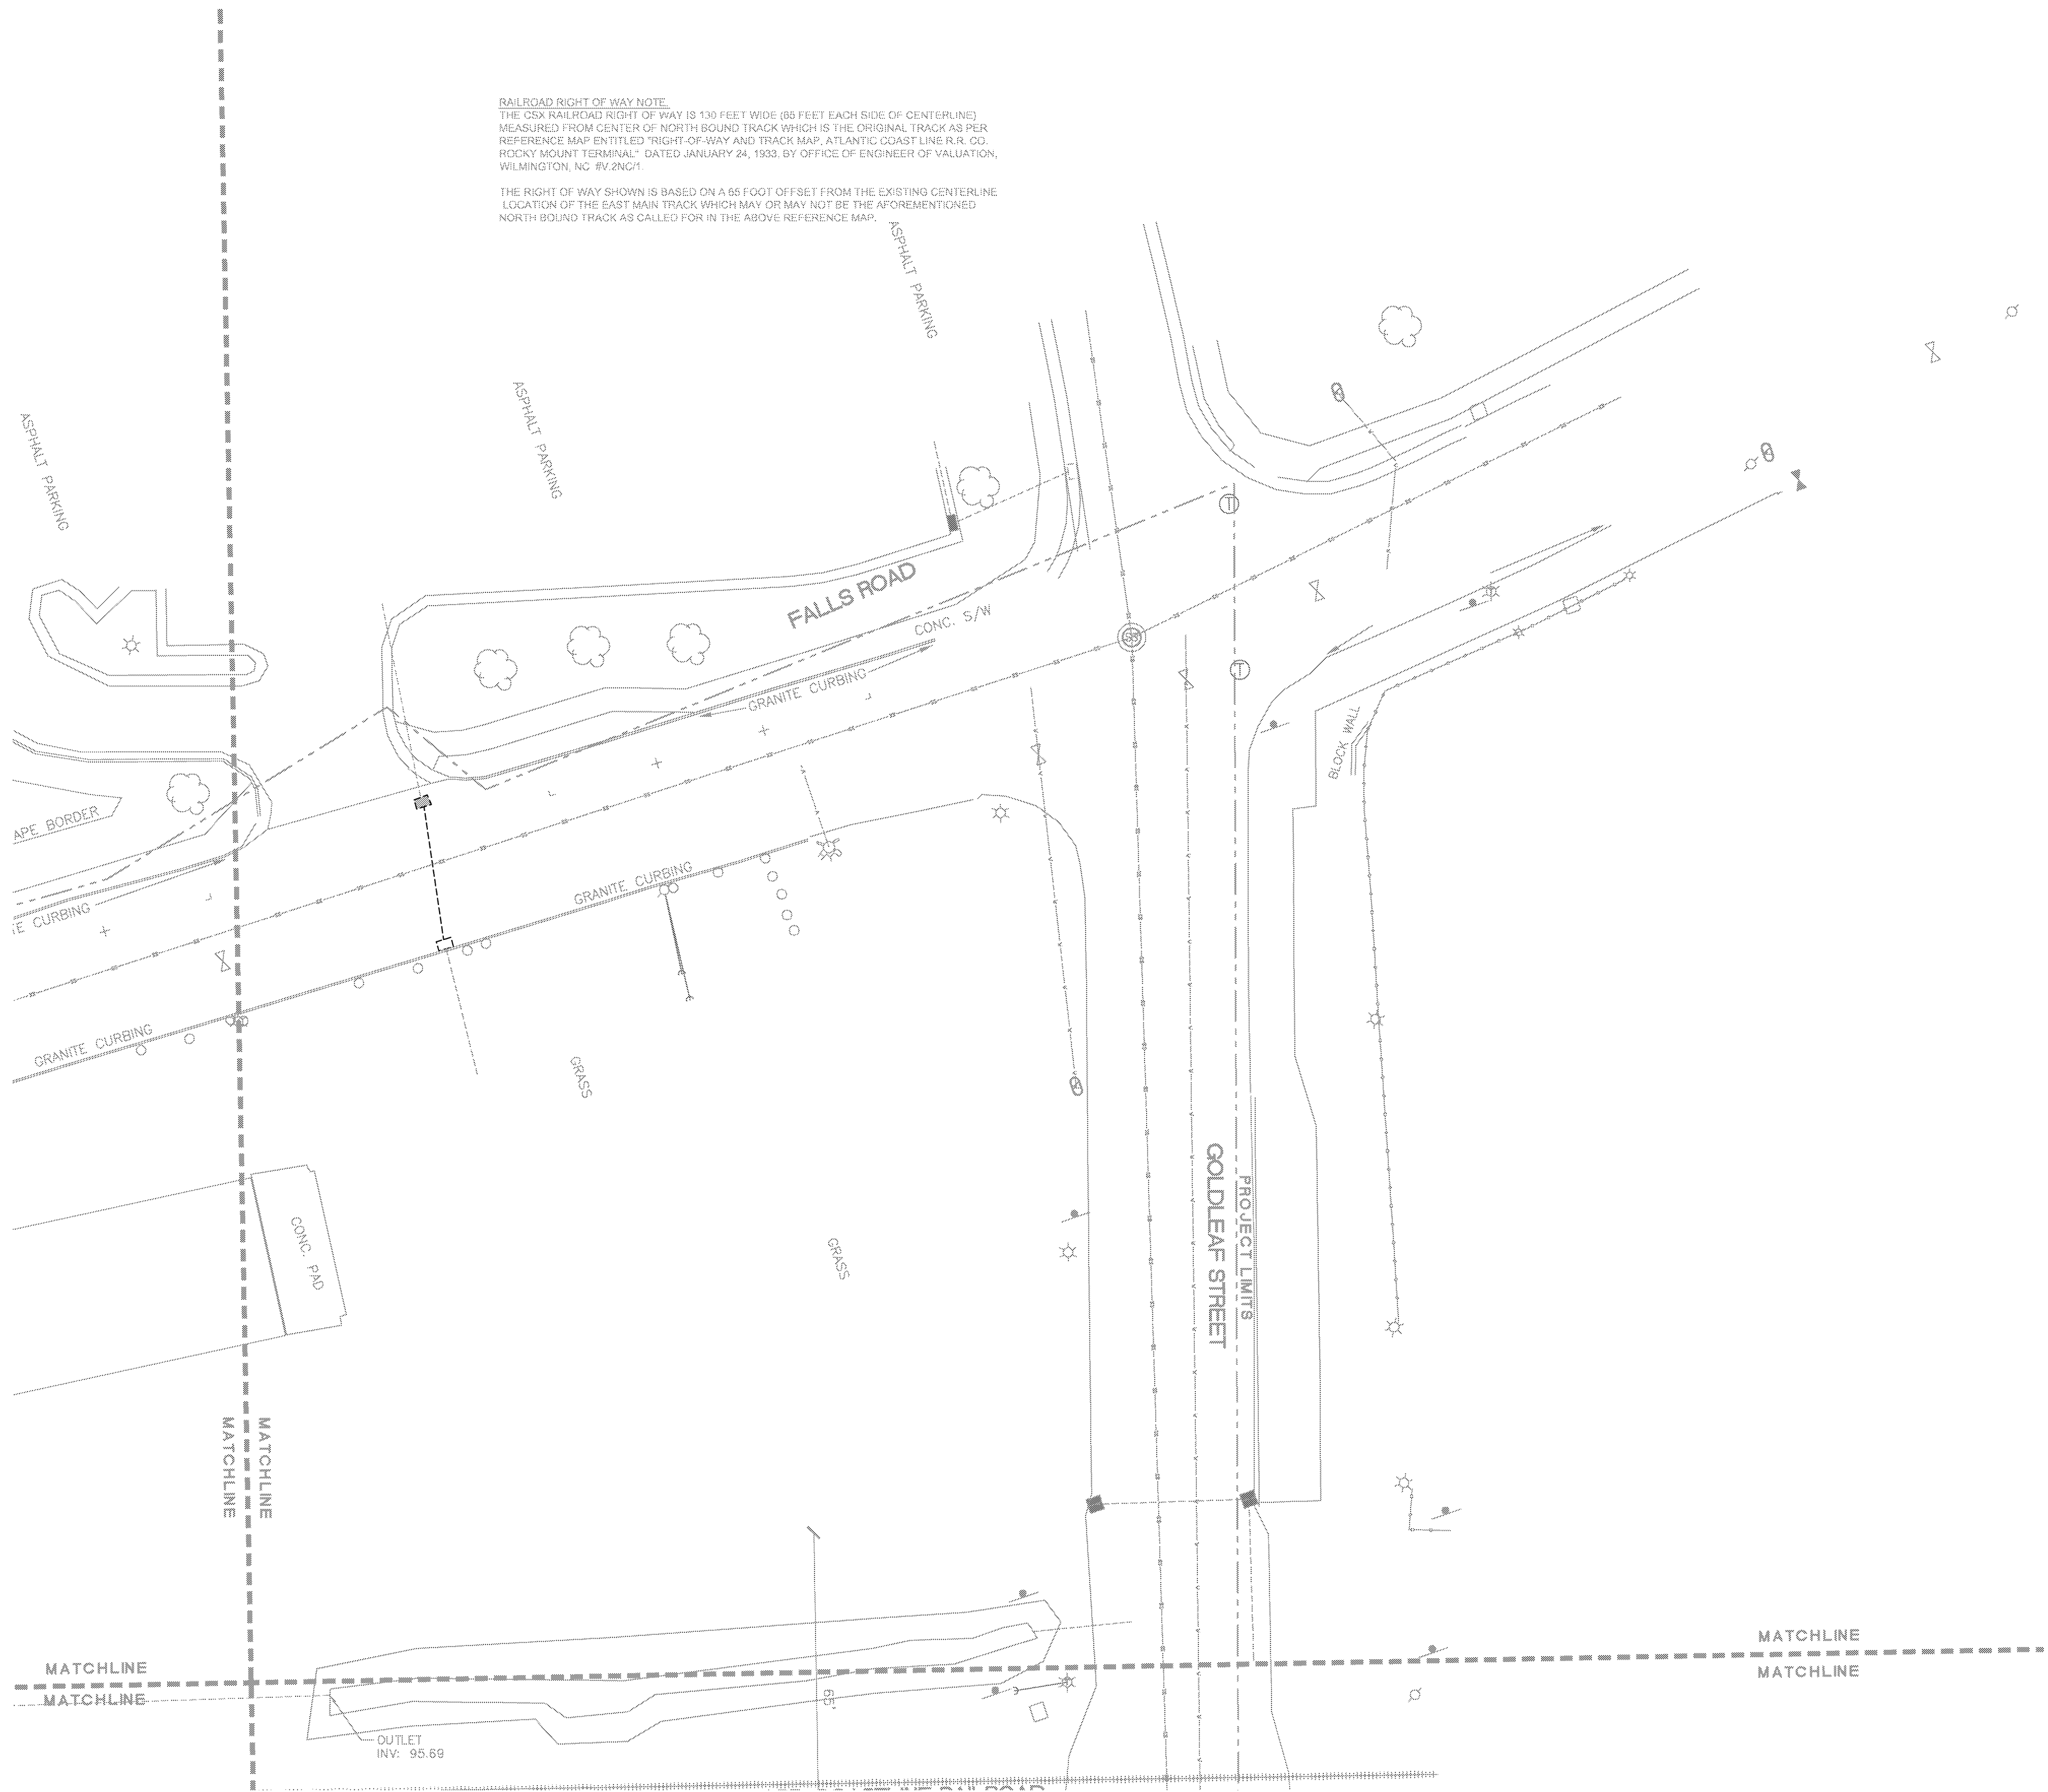 RAILROAD RIGHT OF WAY NOTE.
THE CSX RAILROAD RIGHT OF WAY IS 130 FEET WIDE (65 FEET EACH SIDE OF CENTERLINE)
MEASURED FROM CENTER OF NORTH BOUND TRACK WHICH IS THE ORIGINAL TRACK AS PER
REFERENCE MAP ENTITLED "RIGHT-OF-WAY AND TRACK MAP, ATLANTIC COAST LINE R.R. CO.
ROCKY MOUNT TERMINAL" DATED JANUARY 24, 1933. BY OFFICE OF ENGINEER OF VALUATION,
WILMINGTON, NC #V.2NC/1.
THE RIGHT OF WAY SHOWN IS BASED ON A 65 FOOT OFFSET FROM THE EXISTING CENTERLINE
LOCATION OF THE EAST MAIN TRACK WHICH MAY OR MAY NOT BE THE AFOREMENTIONED
NORTH BOUND TRACK AS CALLED FOR IN THE ABOVE REFERENCE MAP.
ASPHALT PARKING
ASPHALT PARKING
ASPHALT PARKING
FALLS ROAD
CONC. S/W
GRANITE CURBING
T
SS
T
BLOCK WALL
APE BORDER
GRANITE CURBING
TE CURBING
GRANITE CURBING
GRASS
CONC. PAD
GRASS
GOLDLEAF STREET
PROJECT LIMITS
MATCHLINE
MATCHLINE
MATCHLINE
MATCHLINE
MATCHLINE
MATCHLINE
65'
OUTLET
INV: 95.69